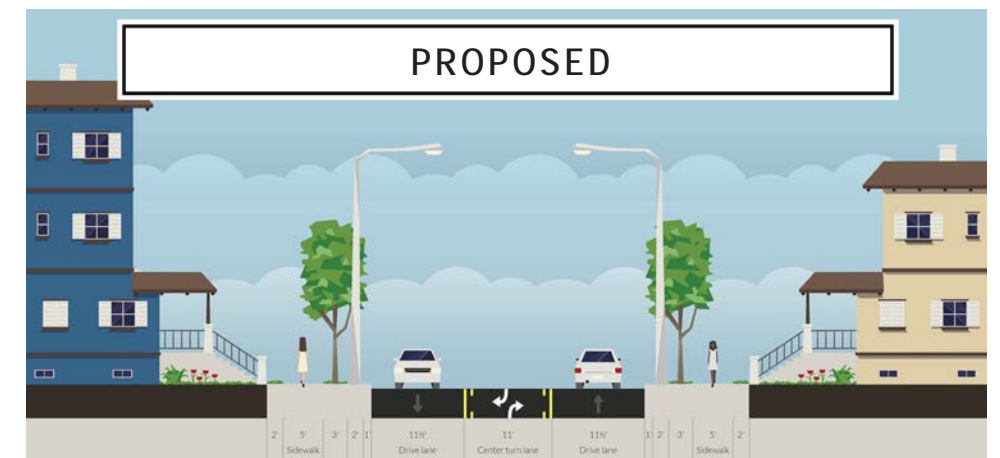 PROPOSED
2' 5' 3' 2' 1' 11½' 11' 11½' 1' 2' 3' 5' 2'
Sidewalk Drive lane Center turn lane Drive lane Sidewalk